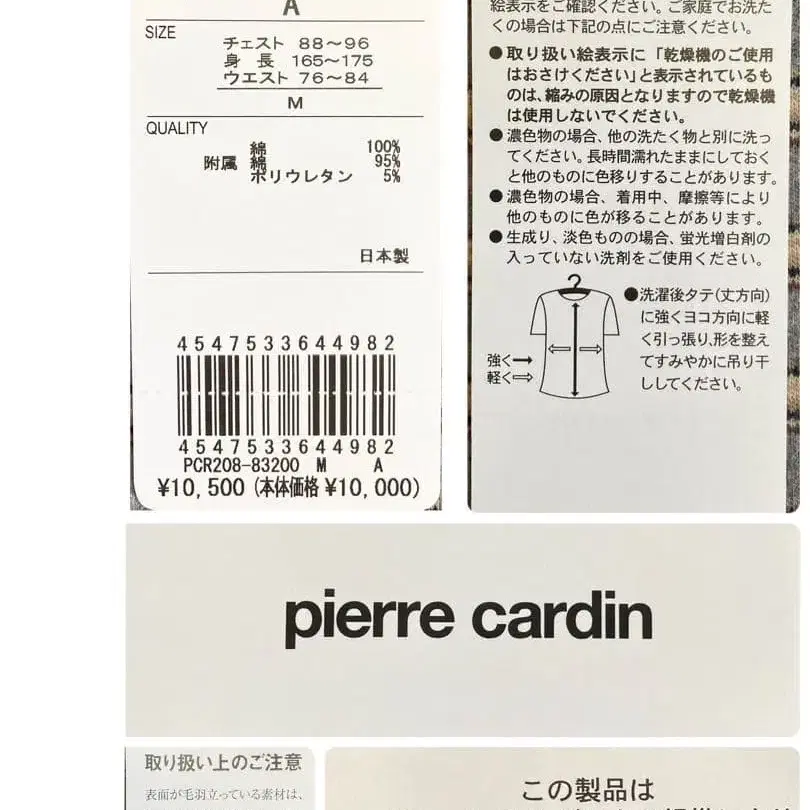 A
SIZE
チェスト 88～96
身 長 165～175
ウエスト 76～84
M
QUALITY
綿 100%
附属 綿 95%
ポリウレタン 5%
日本製
4547533644982
4547533644982
PCR208-83200 M A
¥10,500 (本体価格 ¥10,000)
絵表示をご確認ください。ご家庭でお洗た
くの場合は下記の点にご注意ください。
●取り扱い絵表示に「乾燥機のご使用
はおさけください」と表示されているも
のは、縮みの原因となりますので乾燥機
は使用しないでください。
●濃色物の場合、他の洗たく物と別に洗っ
てください。長時間濡れたままにしておく
と他のものに色移りすることがあります。
●濃色物の場合、着用中、摩擦等により
他のものに色が移ることがあります。
●生成り、淡色ものの場合、蛍光増白剤の
入っていない洗剤をご使用ください。
●洗濯後タテ(丈方向)
に強くヨコ方向に軽
く引っ張り、形を整え
てすみやかに吊り干
ししてください。
強く→
軽く⇨
pierre cardin
取り扱い上のご注意
表面が毛羽立っている素材は、
この製品は